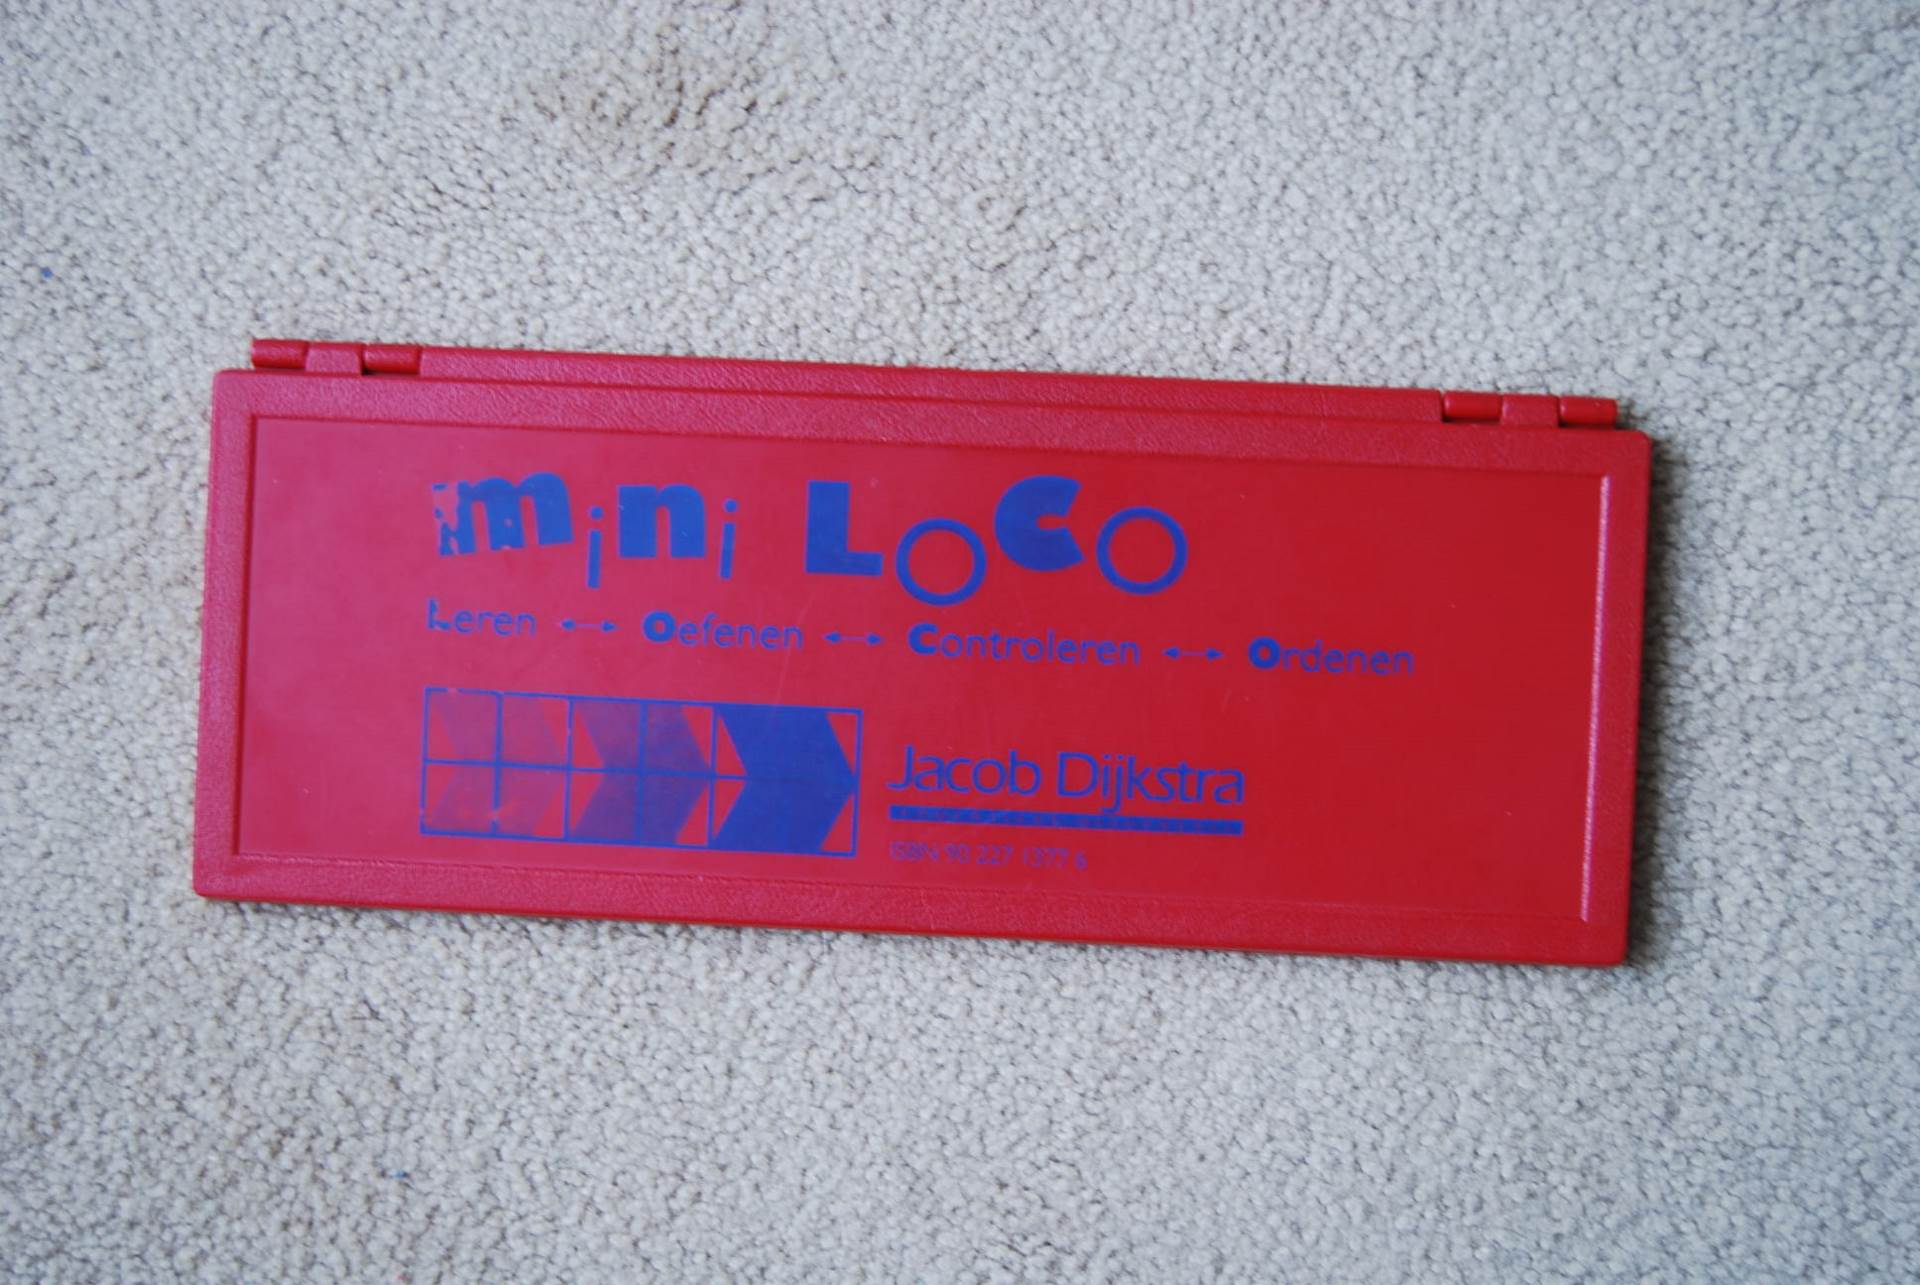 mini LoCo
Leren ↔ Oefenen ↔ Controleren ↔ Ordenen
Jacob Dijkstra
ISBN 90 227 1377 6